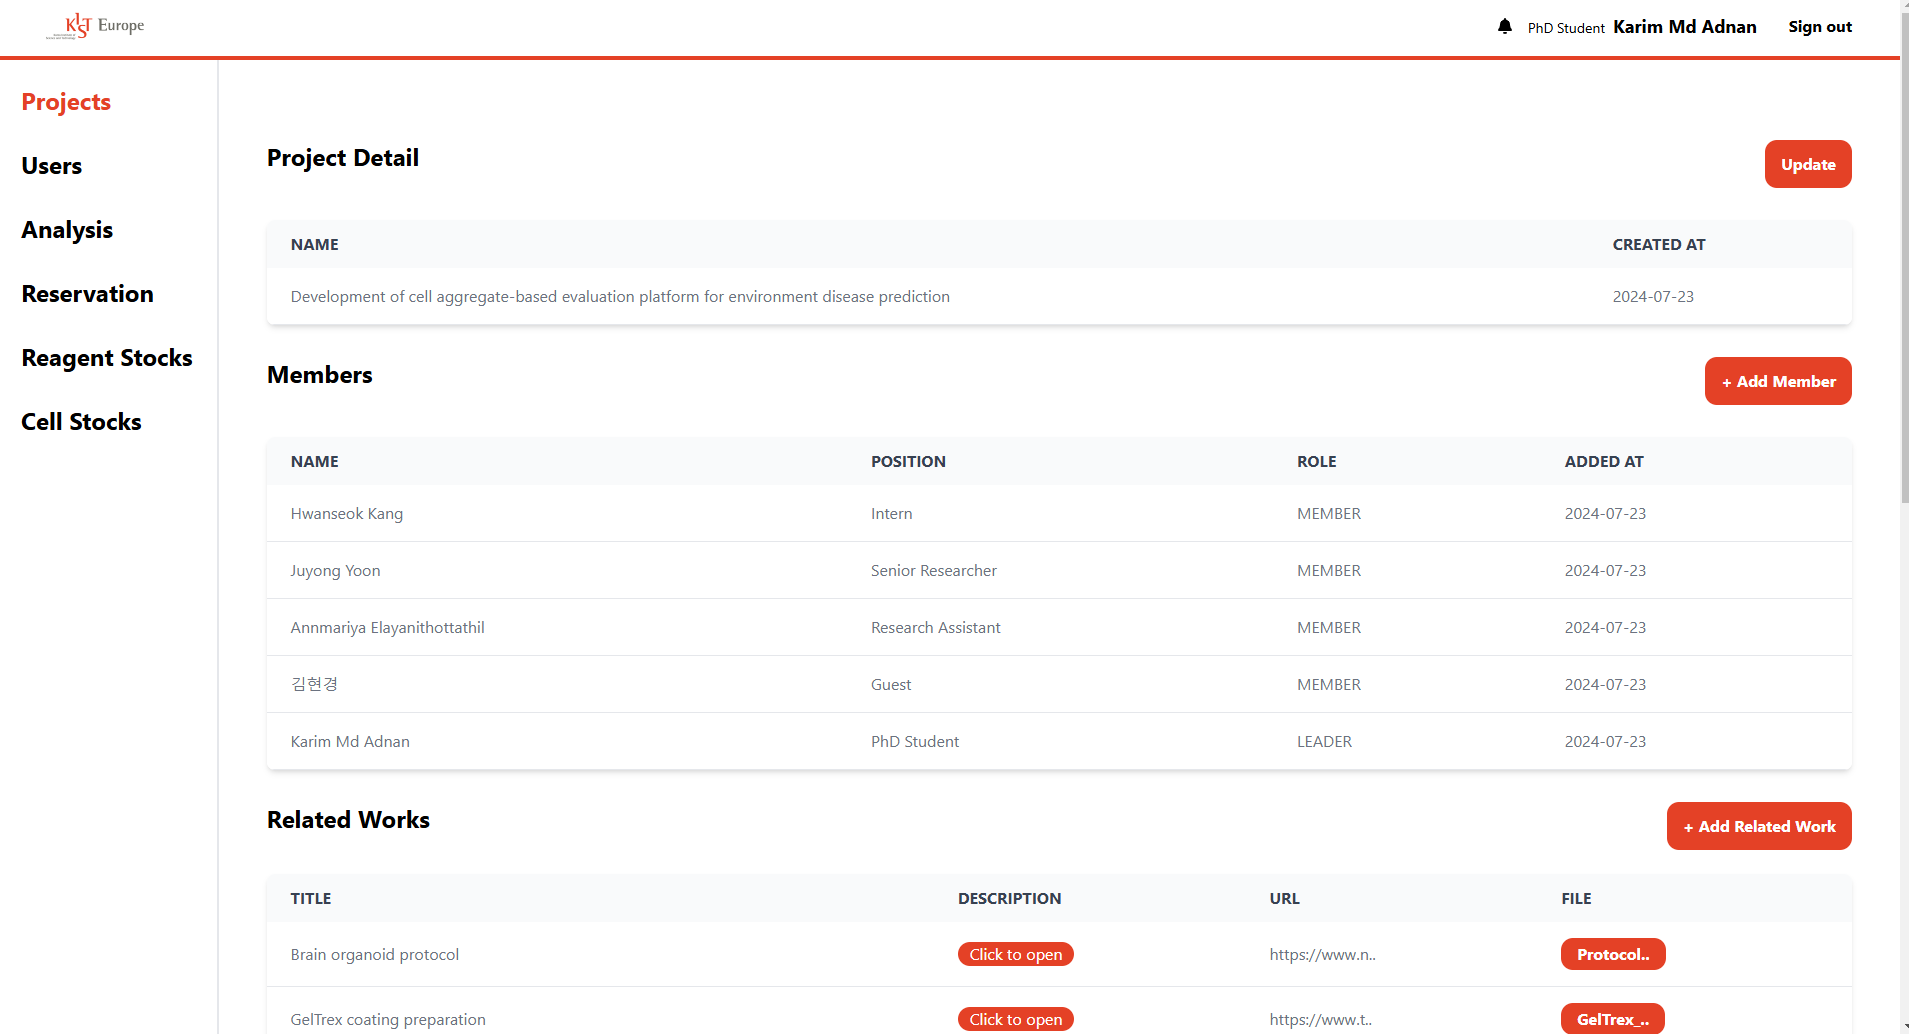 KIST Europe
PhD Student Karim Md Adnan Sign out
Projects
Users
Analysis
Reservation
Reagent Stocks
Cell Stocks
Project Detail
Update
NAME CREATED AT
Development of cell aggregate-based evaluation platform for environment disease prediction 2024-07-23
Members
+ Add Member
NAME POSITION ROLE ADDED AT
Hwanseok Kang Intern MEMBER 2024-07-23
Juyong Yoon Senior Researcher MEMBER 2024-07-23
Annmariya Elayanithottathil Research Assistant MEMBER 2024-07-23
김현경 Guest MEMBER 2024-07-23
Karim Md Adnan PhD Student LEADER 2024-07-23
Related Works
+ Add Related Work
TITLE DESCRIPTION URL FILE
Brain organoid protocol Click to open https://www.n.. Protocol..
GelTrex coating preparation Click to open https://www.t.. GelTrex_..